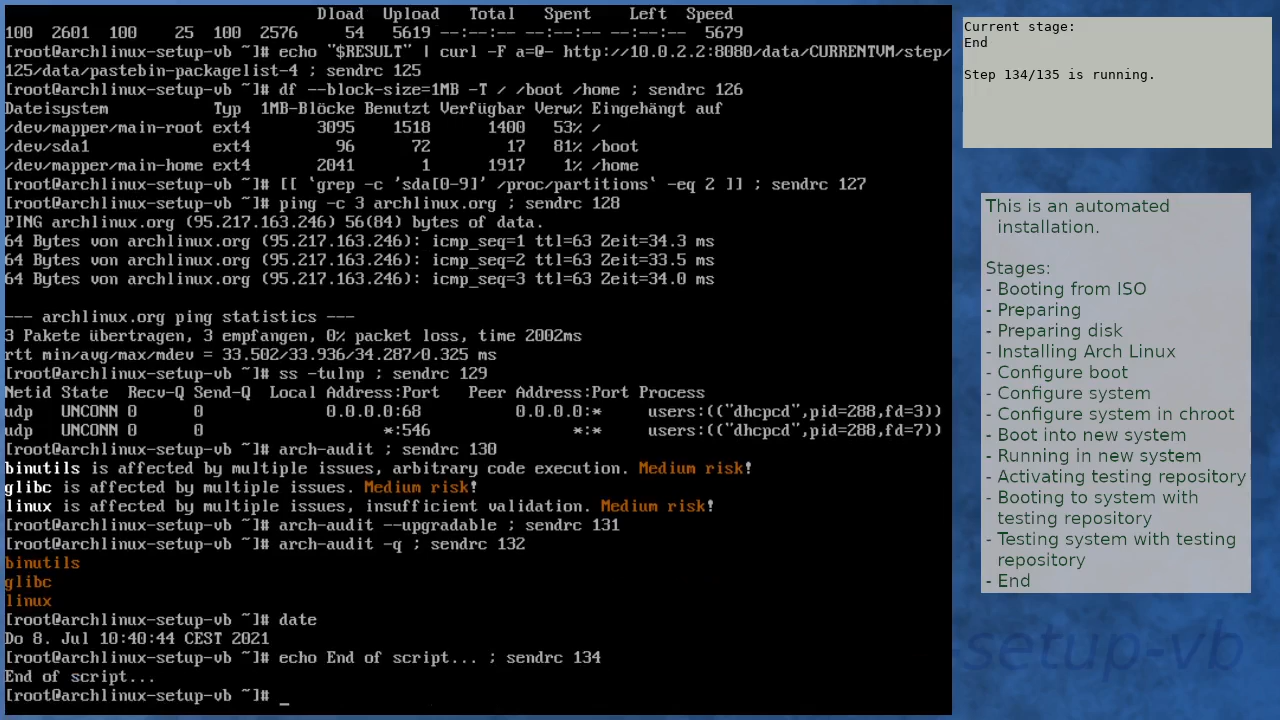 Dload  Upload   Total   Spent    Left  Speed
100  2601  100    25  100  2576     54   5619 --:--:-- --:--:-- --:--:--  5679
[root@archlinux-setup-vb ~]# echo "$RESULT" | curl -F a=@- http://10.0.2.2:8080/data/CURRENTVM/step/
125/data/pastebin-packagelist-4 ; sendrc 125
[root@archlinux-setup-vb ~]# df --block-size=1MB -T / /boot /home ; sendrc 126
Dateisystem           Typ  1MB-Blöcke Benutzt Verfügbar Verw% Eingehängt auf
/dev/mapper/main-root ext4       3095    1518      1400   53% /
/dev/sda1             ext4         96      72        17   81% /boot
/dev/mapper/main-home ext4       2041       1      1917    1% /home
[root@archlinux-setup-vb ~]# [[ `grep -c 'sda[0-9]' /proc/partitions` -eq 2 ]] ; sendrc 127
[root@archlinux-setup-vb ~]# ping -c 3 archlinux.org ; sendrc 128
PING archlinux.org (95.217.163.246) 56(84) bytes of data.
64 Bytes von archlinux.org (95.217.163.246): icmp_seq=1 ttl=63 Zeit=34.3 ms
64 Bytes von archlinux.org (95.217.163.246): icmp_seq=2 ttl=63 Zeit=33.5 ms
64 Bytes von archlinux.org (95.217.163.246): icmp_seq=3 ttl=63 Zeit=34.0 ms
--- archlinux.org ping statistics ---
3 Pakete übertragen, 3 empfangen, 0% packet loss, time 2002ms
rtt min/avg/max/mdev = 33.502/33.936/34.287/0.325 ms
[root@archlinux-setup-vb ~]# ss -tulnp ; sendrc 129
Netid State  Recv-Q Send-Q  Local Address:Port   Peer Address:Port Process
udp   UNCONN 0      0             0.0.0.0:68          0.0.0.0:*     users:(("dhcpcd",pid=288,fd=3))
udp   UNCONN 0      0                   *:546               *:*     users:(("dhcpcd",pid=288,fd=7))
[root@archlinux-setup-vb ~]# arch-audit ; sendrc 130
binutils is affected by multiple issues, arbitrary code execution. Medium risk!
glibc is affected by multiple issues. Medium risk!
linux is affected by multiple issues, insufficient validation. Medium risk!
[root@archlinux-setup-vb ~]# arch-audit --upgradable ; sendrc 131
[root@archlinux-setup-vb ~]# arch-audit -q ; sendrc 132
binutils
glibc
linux
[root@archlinux-setup-vb ~]# date
Do 8. Jul 10:40:44 CEST 2021
[root@archlinux-setup-vb ~]# echo End of script... ; sendrc 134
End of script...
[root@archlinux-setup-vb ~]# _
Current stage:
End
Step 134/135 is running.
This is an automated
installation.
Stages:
- Booting from ISO
- Preparing
- Preparing disk
- Installing Arch Linux
- Configure boot
- Configure system
- Configure system in chroot
- Boot into new system
- Running in new system
- Activating testing repository
- Booting to system with
testing repository
- Testing system with testing
repository
- End
-setup-vb